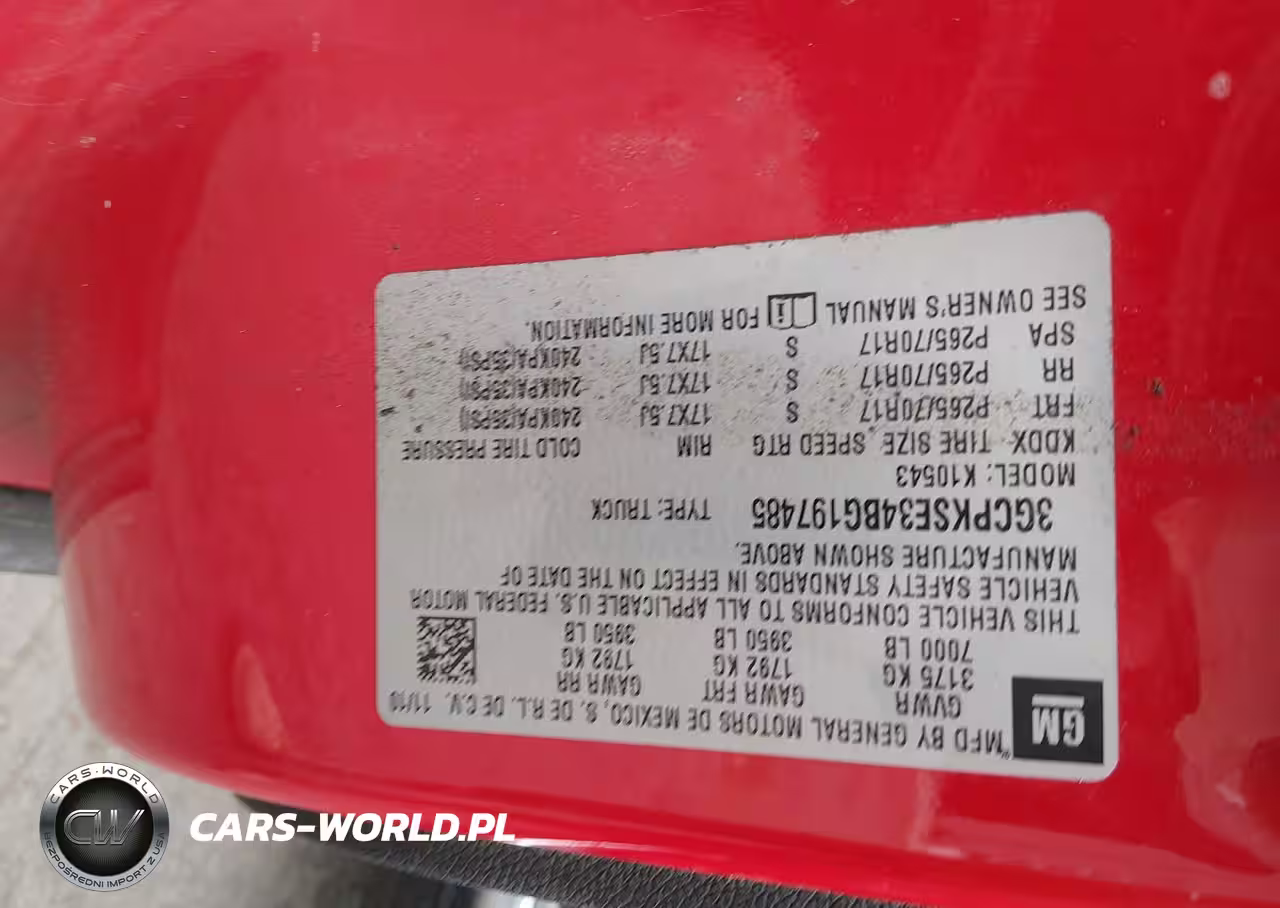 GM
"MFD BY GENERAL MOTORS DE MEXICO, S. DE R.L. DE C.V. 11/10
GVWR GAWR FRT GAWR RR
3175 KG 1792 KG 1792 KG
7000 LB 3950 LB 3950 LB
THIS VEHICLE CONFORMS TO ALL APPLICABLE U.S. FEDERAL MOTOR
VEHICLE SAFETY STANDARDS IN EFFECT ON THE DATE OF
MANUFACTURE SHOWN ABOVE.
3GCPKSE34BG197485 TYPE: TRUCK
MODEL: K10543
KDDX TIRE SIZE SPEED RTG RIM COLD TIRE PRESSURE
FRT P265/70R17 S 17X7.5J 240KPA(35PSI)
RR P265/70R17 S 17X7.5J 240KPA(35PSI)
SPA P265/70R17 S 17X7.5J 240KPA(35PSI)
SEE OWNER'S MANUAL i FOR MORE INFORMATION.
CARS-WORLD
CW
BEZPOŚREDNI IMPORT Z USA
CARS-WORLD.PL